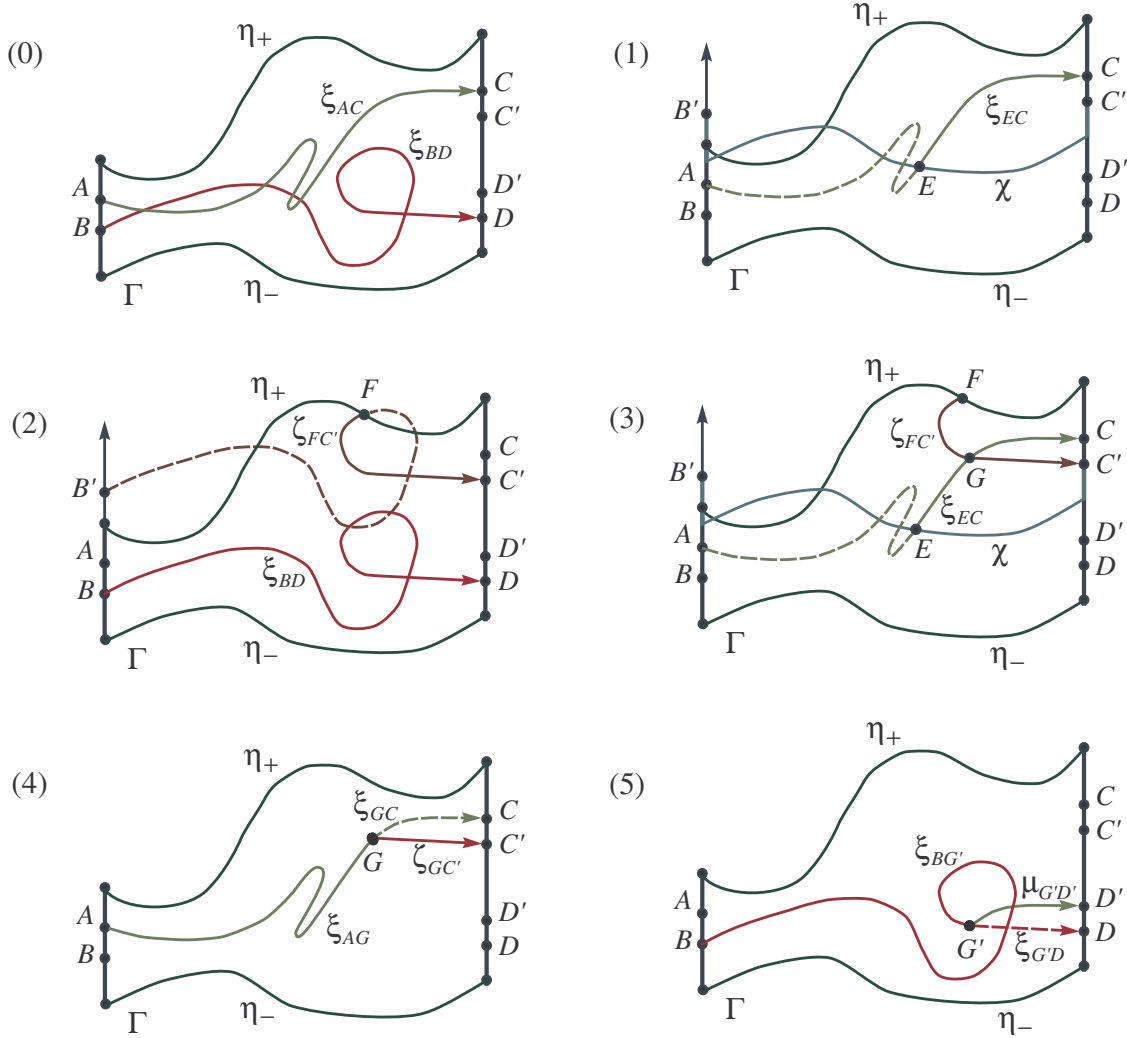 (0)
η+
ξAC
C
C'
ξBD
A
D'
B
D
Γ
η−
(1)
η+
C
B'
ξEC
C'
A
E
χ
D'
B
D
Γ
η−
(2)
η+
F
ζFC'
C
B'
C'
A
D'
B
ξBD
D
Γ
η−
(3)
η+
F
ζFC'
C
B'
G
C'
ξEC
A
E
χ
D'
B
D
Γ
η−
(4)
η+
ξGC
C
G
ζGC'
C'
A
ξAG
D'
B
D
Γ
η−
(5)
η+
C
C'
ξBG'
μG'D'
A
D'
B
G'
ξG'D
D
Γ
η−